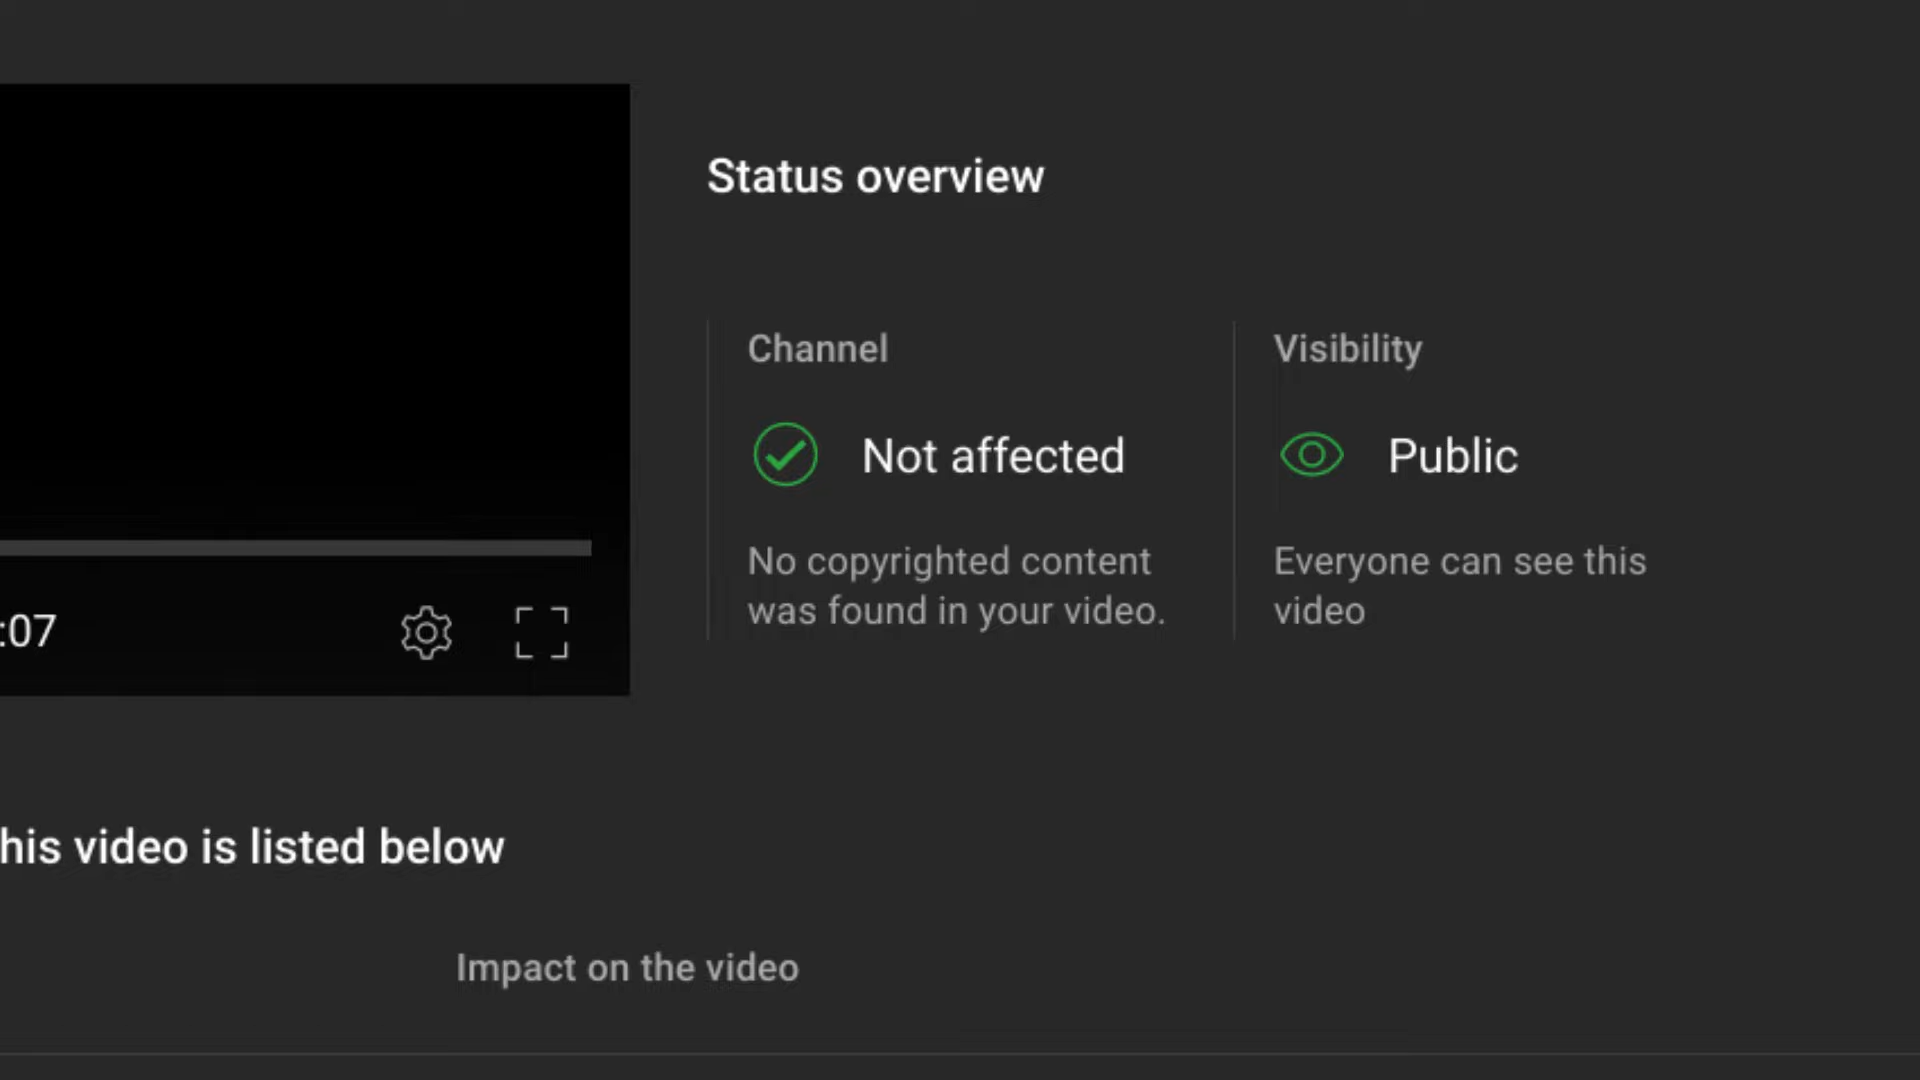 Status overview
Channel
Visibility
Not affected
Public
No copyrighted content
was found in your video.
Everyone can see this
video
:07
his video is listed below
Impact on the video